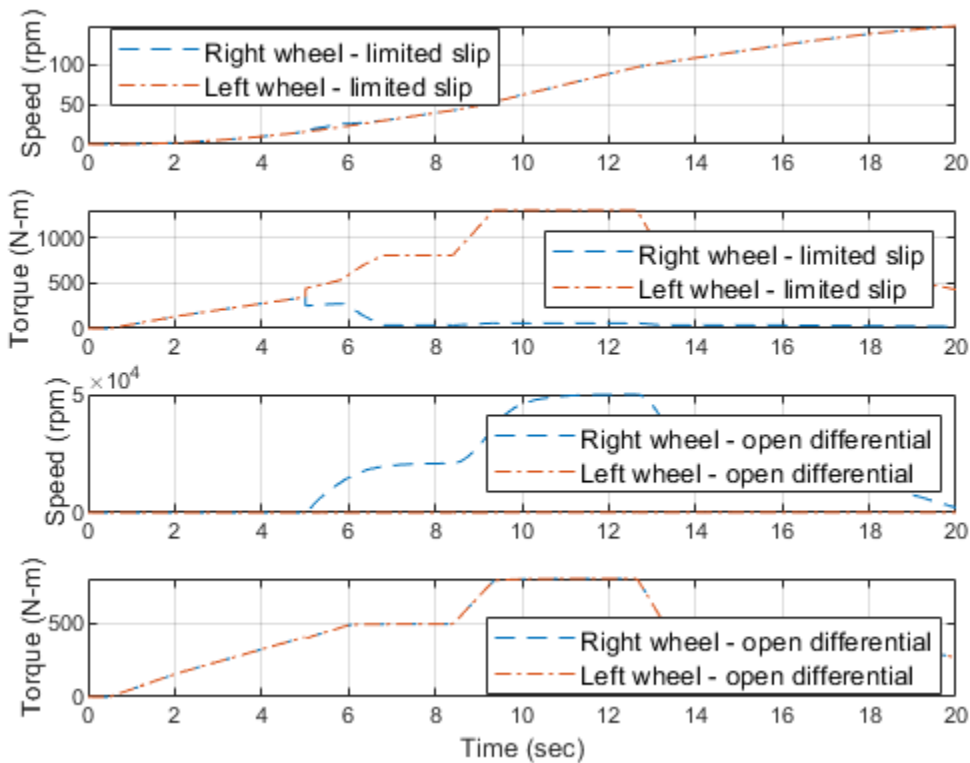 Speed (rpm)
100
50
0
Right wheel - limited slip
Left wheel - limited slip
0 2 4 6 8 10 12 14 16 18 20
Torque (N-m)
1000
500
0
Right wheel - limited slip
Left wheel - limited slip
0 2 4 6 8 10 12 14 16 18 20
×10⁴
Speed (rpm)
5
0
Right wheel - open differential
Left wheel - open differential
0 2 4 6 8 10 12 14 16 18 20
Torque (N-m)
500
0
Right wheel - open differential
Left wheel - open differential
0 2 4 6 8 10 12 14 16 18 20
Time (sec)